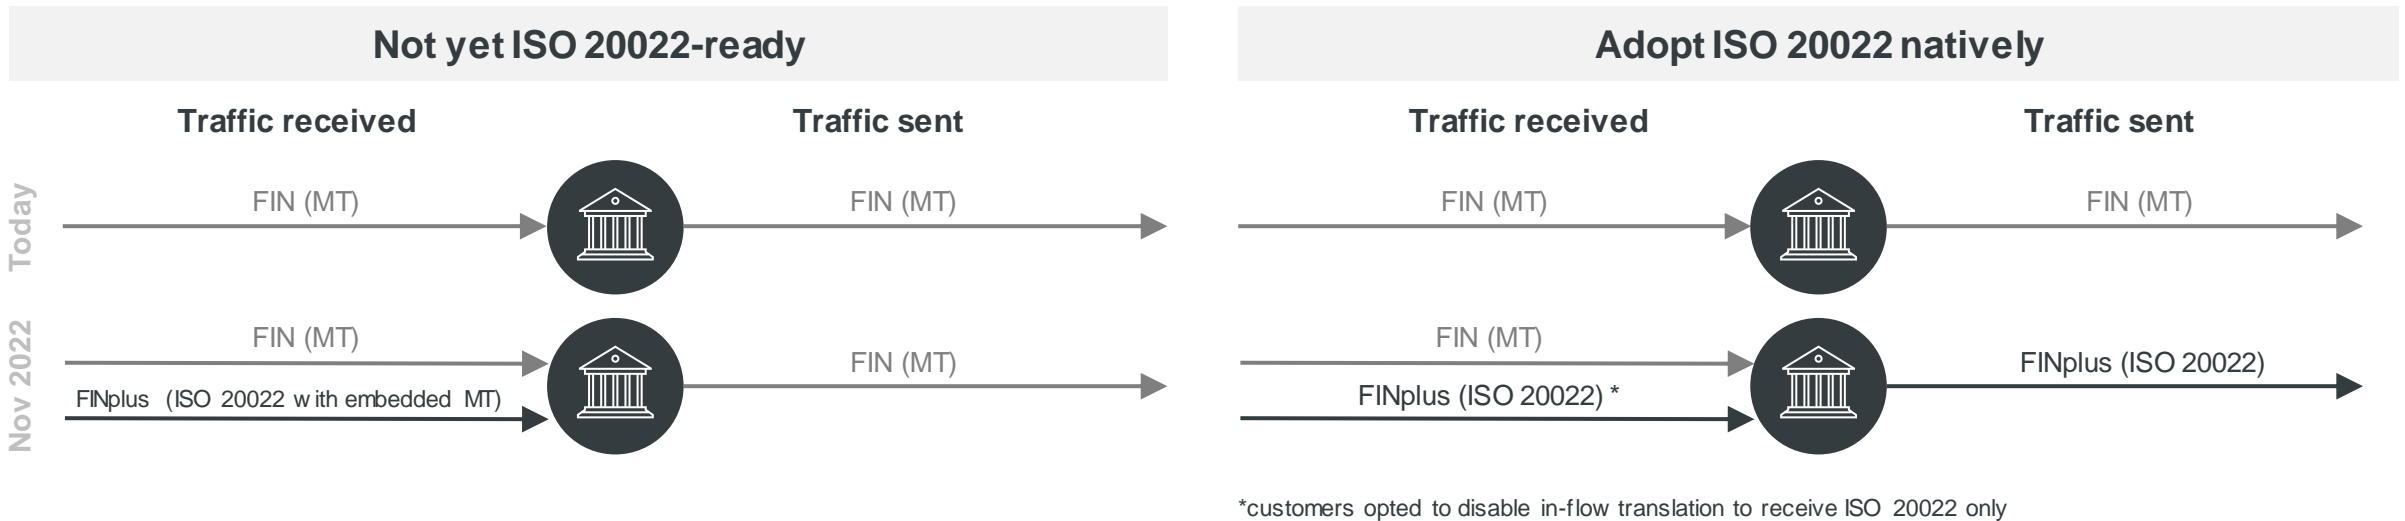 Not yet ISO 20022-ready
Adopt ISO 20022 natively
Traffic received
Traffic sent
Traffic received
Traffic sent
Today
FIN (MT)
FIN (MT)
FIN (MT)
FIN (MT)
Nov 2022
FIN (MT)
FINplus (ISO 20022 with embedded MT)
FIN (MT)
FIN (MT)
FINplus (ISO 20022) *
FINplus (ISO 20022)
*customers opted to disable in-flow translation to receive ISO 20022 only